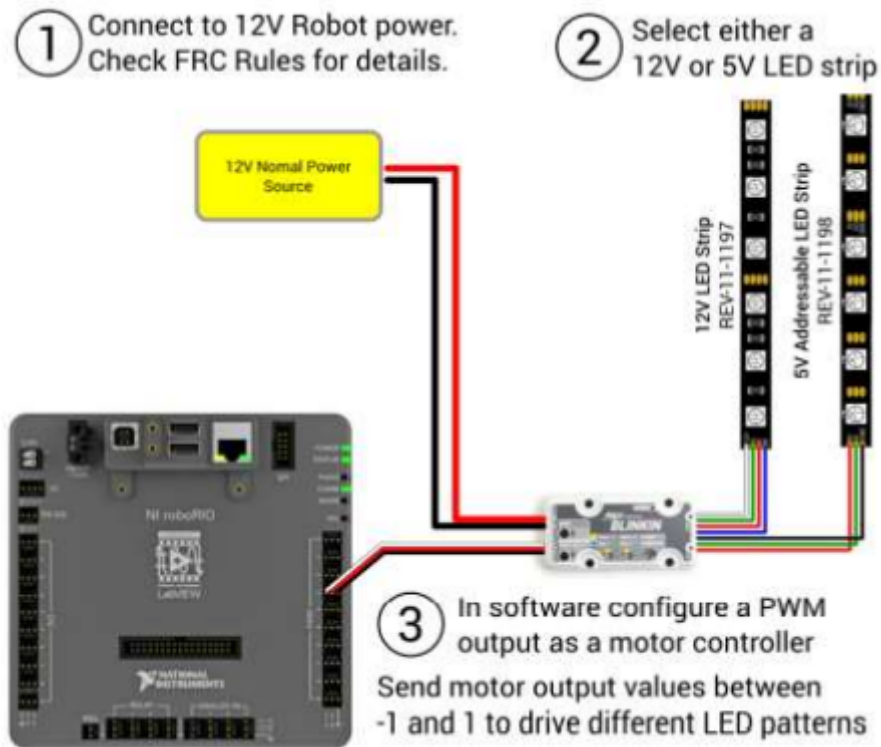 1 Connect to 12V Robot power.
Check FRC Rules for details.
2 Select either a
12V or 5V LED strip
12V Nomal Power
Source
12V LED Strip
REV-11-1197
5V Addressable LED Strip
REV-11-1198
NI roboRIO
LabVIEW
NATIONAL
INSTRUMENTS
BLINKIN
3 In software configure a PWM
output as a motor controller
Send motor output values between
-1 and 1 to drive different LED patterns